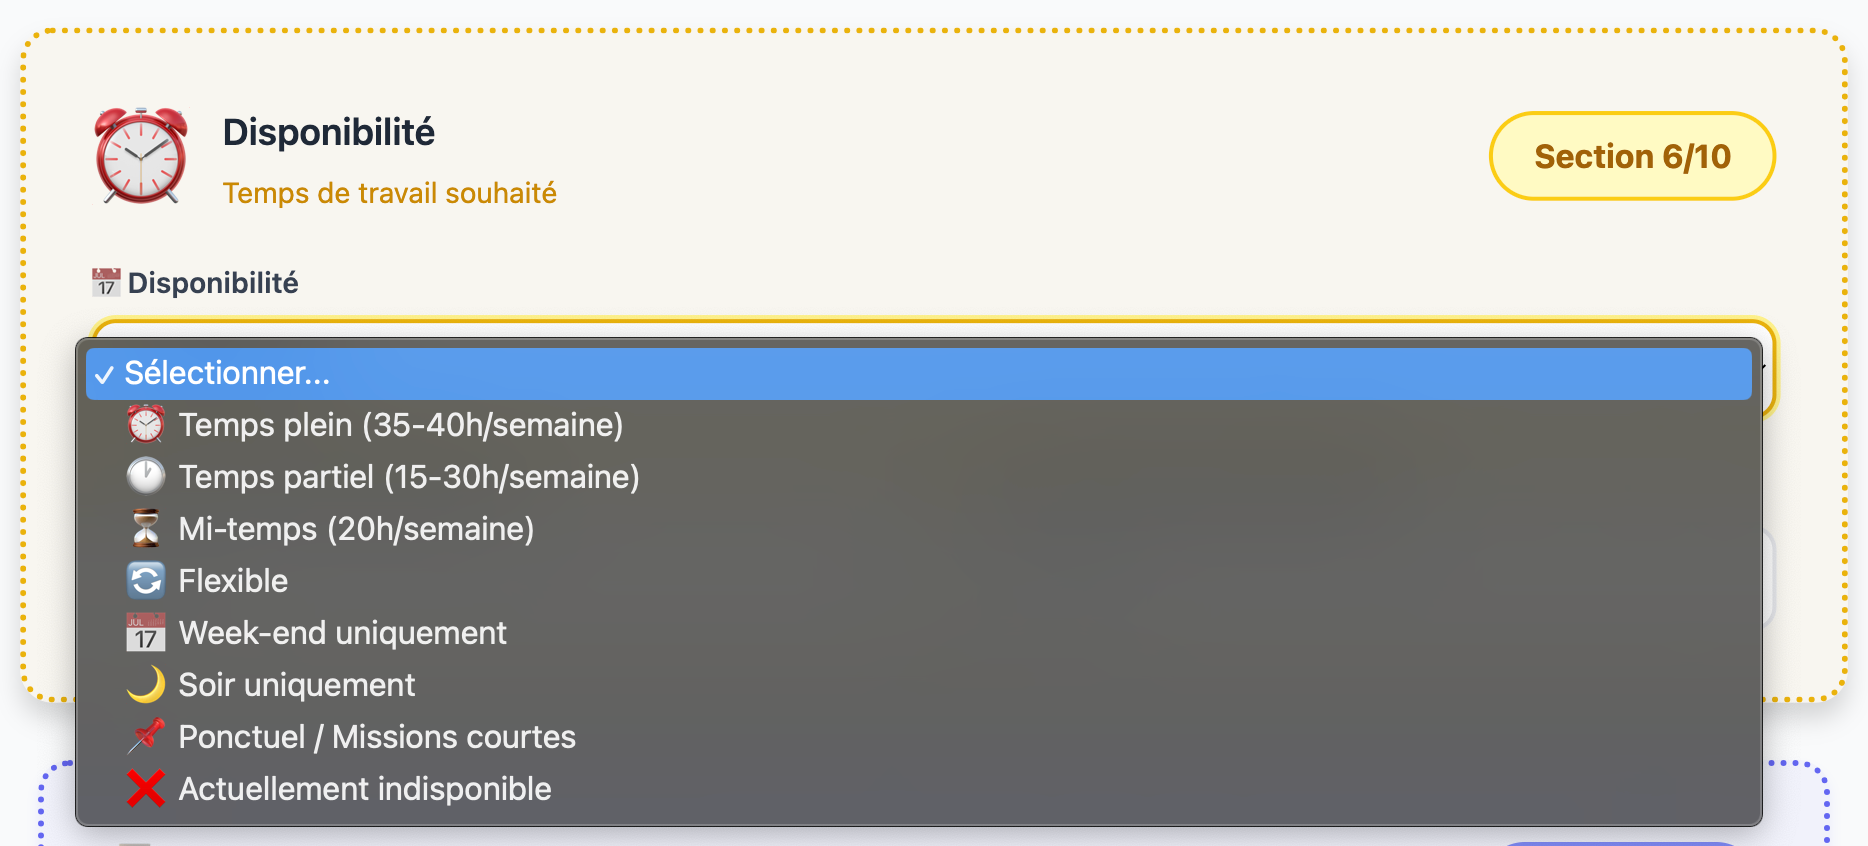 Disponibilité
Temps de travail souhaité
Section 6/10
Disponibilité
Sélectionner...
Temps plein (35-40h/semaine)
Temps partiel (15-30h/semaine)
Mi-temps (20h/semaine)
Flexible
Week-end uniquement
Soir uniquement
Ponctuel / Missions courtes
Actuellement indisponible